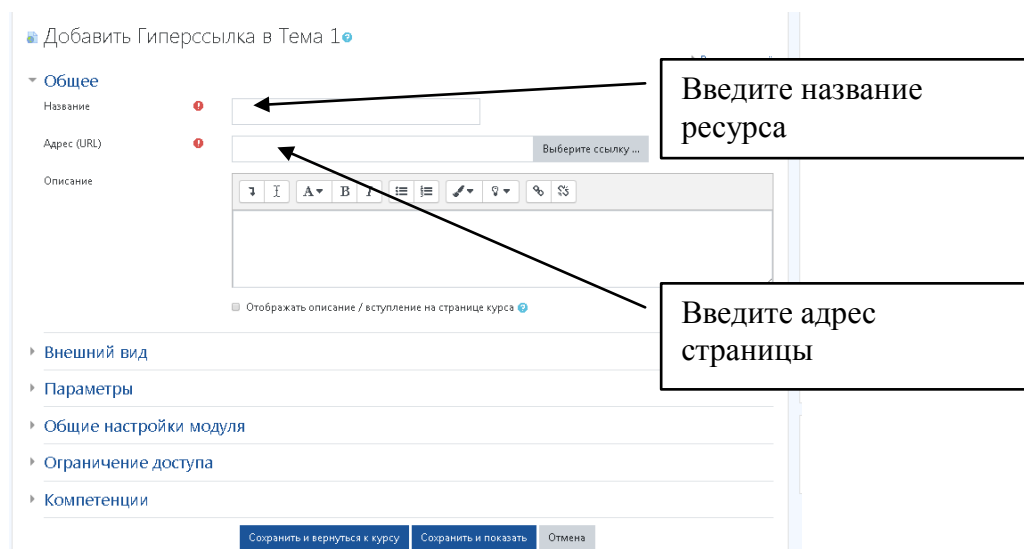 Добавить Гиперссылка в Тема 1
Общее
Название
Введите название
ресурса
Адрес (URL)
Выберите ссылку ...
Описание
A B I
Отображать описание / вступление на странице курса
Введите адрес
страницы
Внешний вид
Параметры
Общие настройки модуля
Ограничение доступа
Компетенции
Сохранить и вернуться к курсу Сохранить и показать Отмена